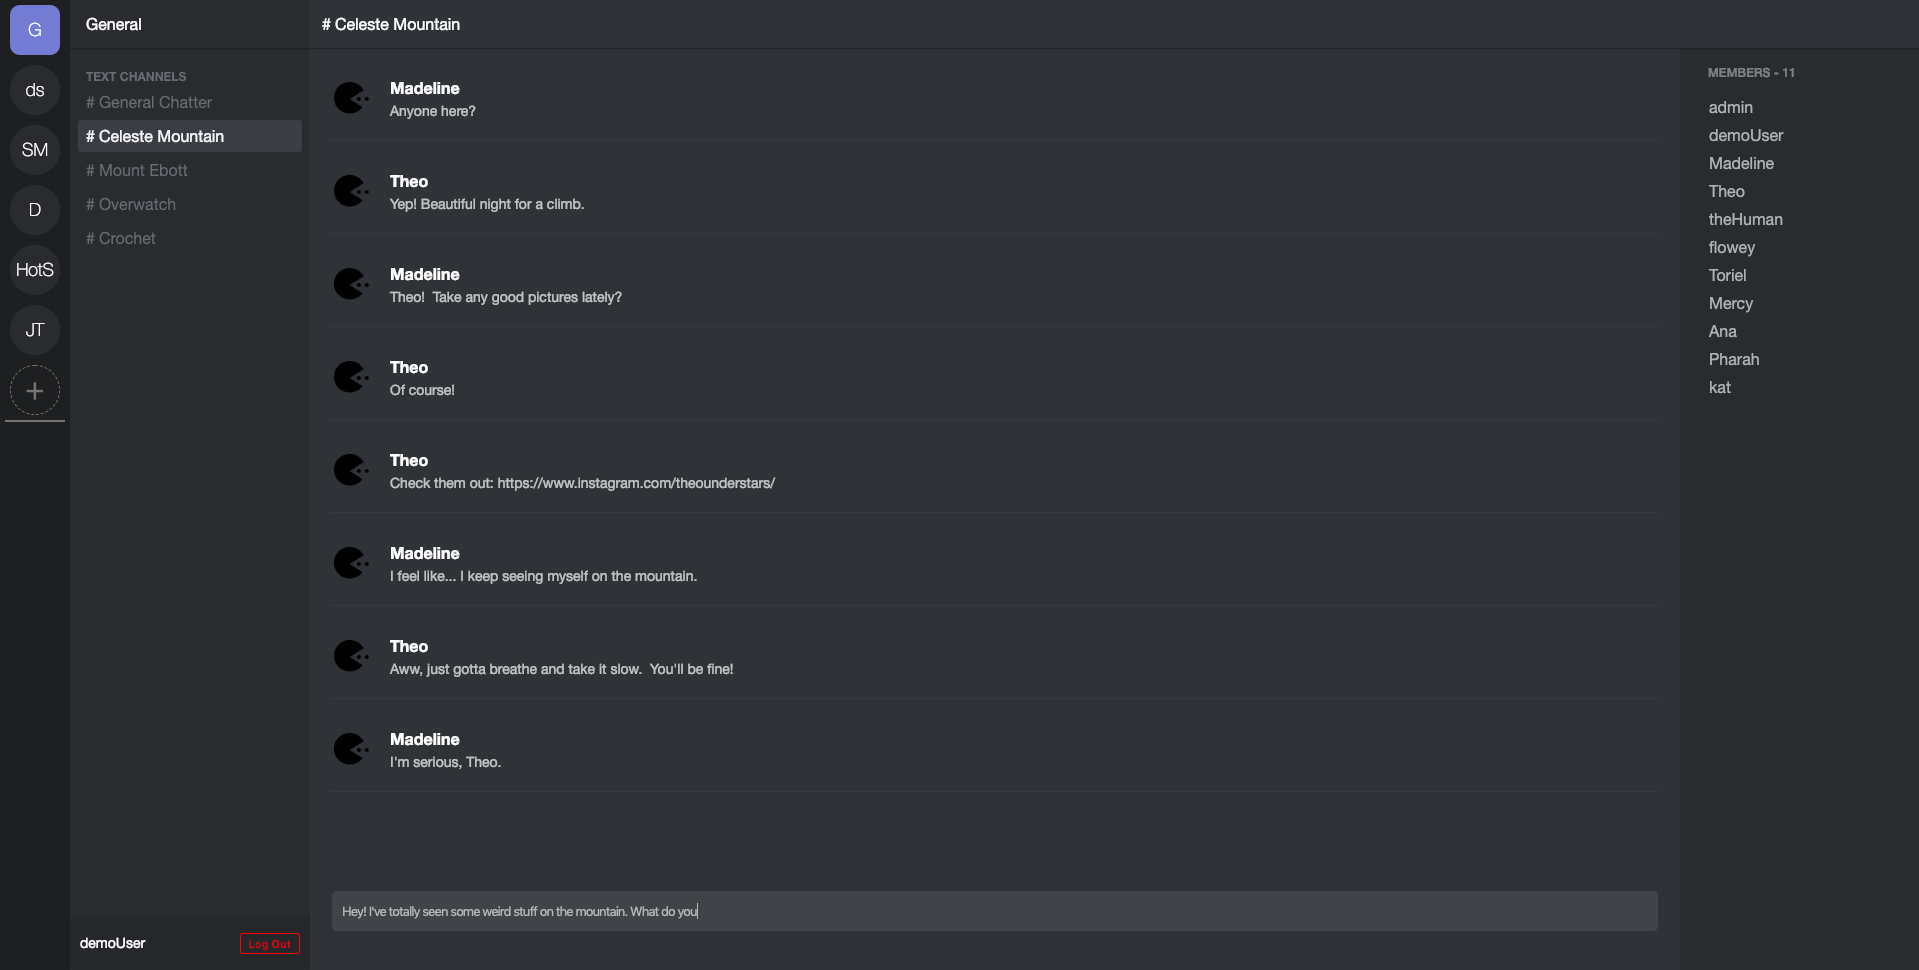 G
ds
SM
D
HotS
JT
+
General
TEXT CHANNELS
# General Chatter
# Celeste Mountain
# Mount Ebott
# Overwatch
# Crochet
demoUser
Log Out
# Celeste Mountain
Madeline
Anyone here?
Theo
Yep! Beautiful night for a climb.
Madeline
Theo!  Take any good pictures lately?
Theo
Of course!
Theo
Check them out: https://www.instagram.com/theounderstars/
Madeline
I feel like... I keep seeing myself on the mountain.
Theo
Aww, just gotta breathe and take it slow.  You'll be fine!
Madeline
I'm serious, Theo.
Hey! I've totally seen some weird stuff on the mountain. What do you
MEMBERS - 11
admin
demoUser
Madeline
Theo
theHuman
flowey
Toriel
Mercy
Ana
Pharah
kat